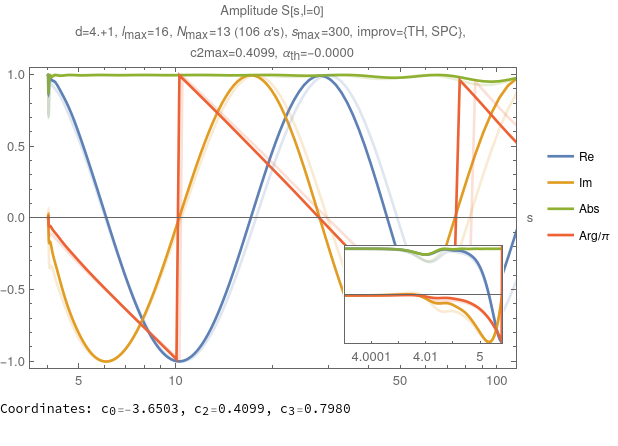 Amplitude S[s,l=0]
d=4.+1, lmax=16, Nmax=13 (106 α's), smax=300, improv={TH, SPC},
c2max=0.4099, αth=-0.0000
1.0
0.5
0.0
-0.5
-1.0
s
5
10
50
100
4.0001
4.01
5
Re
Im
Abs
Arg/π
Coordinates: c0=-3.6503, c2=0.4099, c3=0.7980